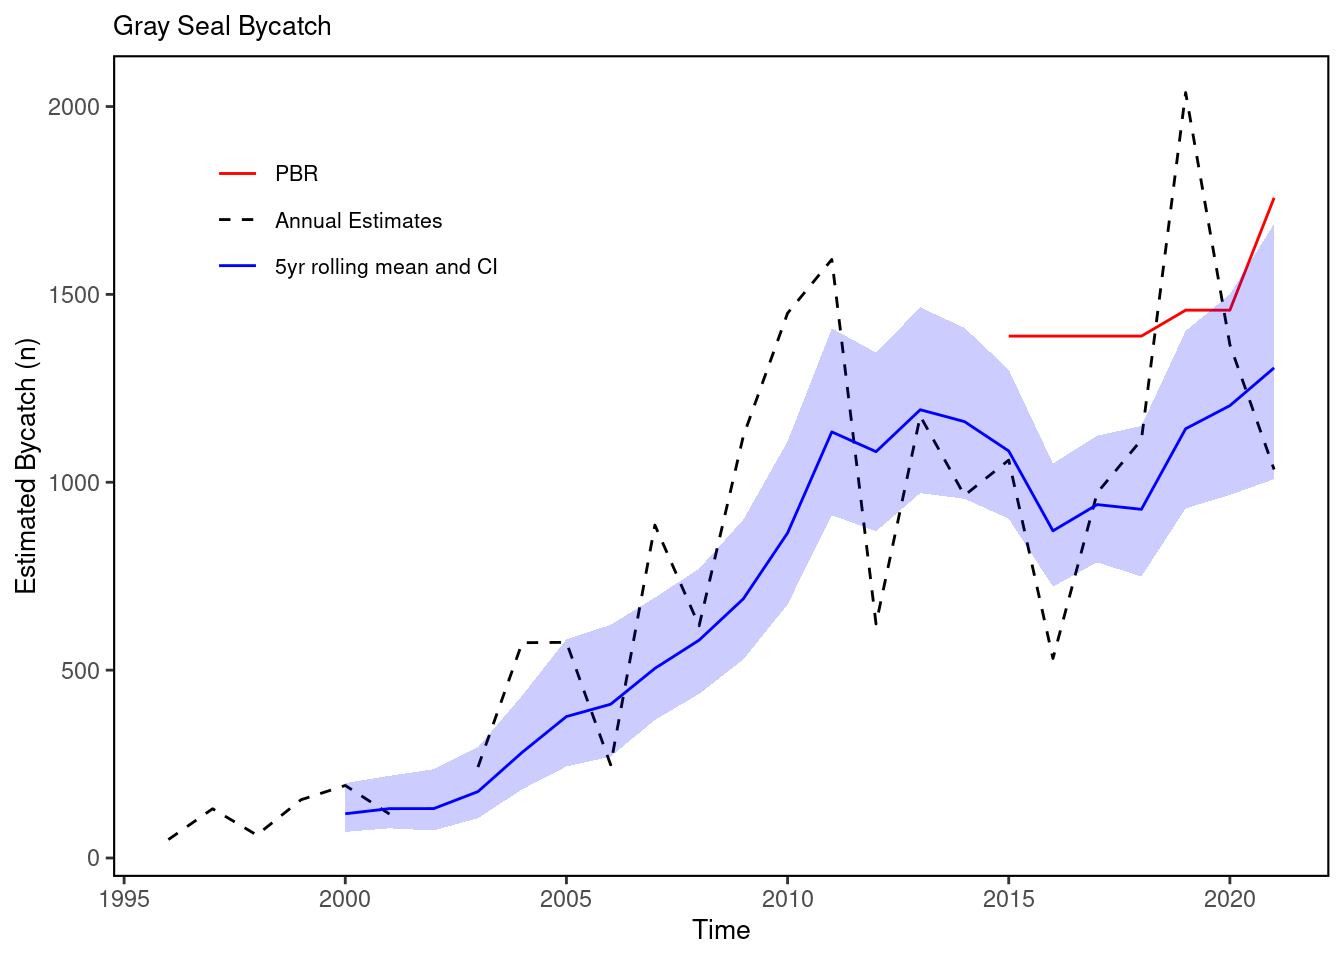 Gray Seal Bycatch
2000
1500
1000
500
0
Estimated Bycatch (n)
PBR
Annual Estimates
5yr rolling mean and CI
1995 2000 2005 2010 2015 2020
Time